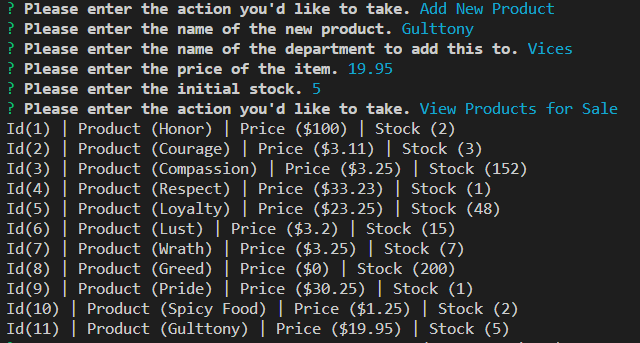 ? Please enter the action you'd like to take. Add New Product
? Please enter the name of the new product. Gulttony
? Please enter the name of the department to add this to. Vices
? Please enter the price of the item. 19.95
? Please enter the initial stock. 5
? Please enter the action you'd like to take. View Products for Sale
Id(1) | Product (Honor) | Price ($100) | Stock (2)
Id(2) | Product (Courage) | Price ($3.11) | Stock (3)
Id(3) | Product (Compassion) | Price ($3.25) | Stock (152)
Id(4) | Product (Respect) | Price ($33.23) | Stock (1)
Id(5) | Product (Loyalty) | Price ($23.25) | Stock (48)
Id(6) | Product (Lust) | Price ($3.2) | Stock (15)
Id(7) | Product (Wrath) | Price ($3.25) | Stock (7)
Id(8) | Product (Greed) | Price ($0) | Stock (200)
Id(9) | Product (Pride) | Price ($30.25) | Stock (1)
Id(10) | Product (Spicy Food) | Price ($1.25) | Stock (2)
Id(11) | Product (Gulttony) | Price ($19.95) | Stock (5)